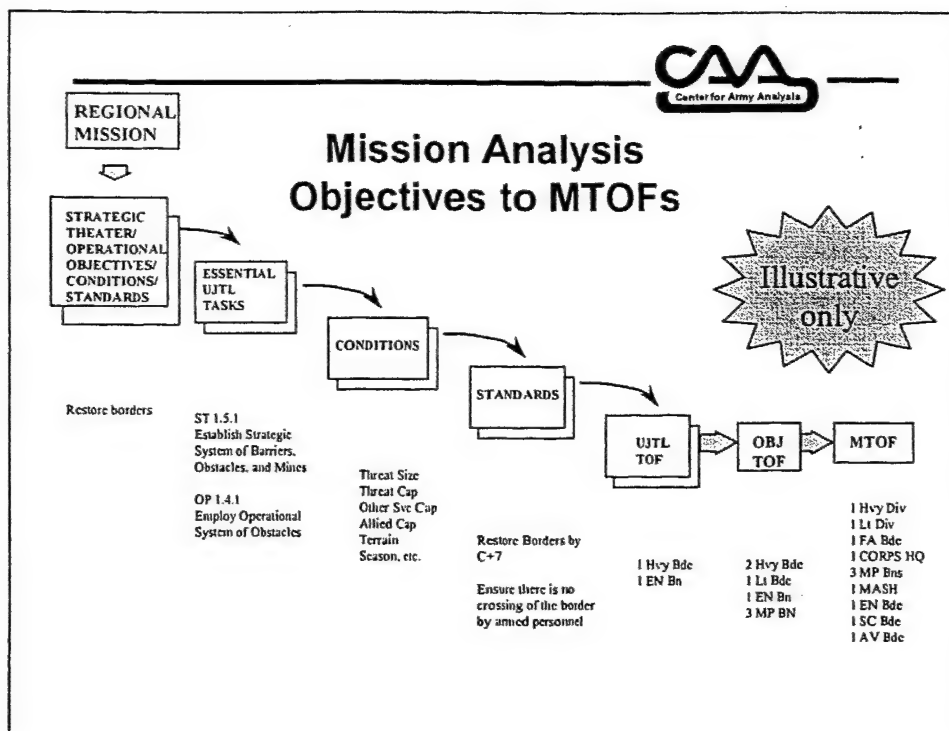 CAA
Center for Army Analysis
REGIONAL
MISSION
Mission Analysis
Objectives to MTOFs
STRATEGIC
THEATER/
OPERATIONAL
OBJECTIVES/
CONDITIONS/
STANDARDS
ESSENTIAL
UJTL
TASKS
CONDITIONS
STANDARDS
UJTL
TOF
OBJ
TOF
MTOF
Illustrative
only
Restore borders
ST 1.5.1
Establish Strategic
System of Barriers,
Obstacles, and Mines
OP 1.4.1
Employ Operational
System of Obstacles
Threat Size
Threat Cap
Other Svc Cap
Allied Cap
Terrain
Season, etc.
Restore Borders by
C+7
Ensure there is no
crossing of the border
by armed personnel
1 Hvy Bde
1 EN Bn
2 Hvy Bde
1 Lt Bde
1 EN Bn
3 MP BN
1 Hvy Div
1 Lt Div
1 FA Bde
1 CORPS HQ
3 MP Bns
1 MASH
1 EN Bde
1 SC Bde
1 AV Bde